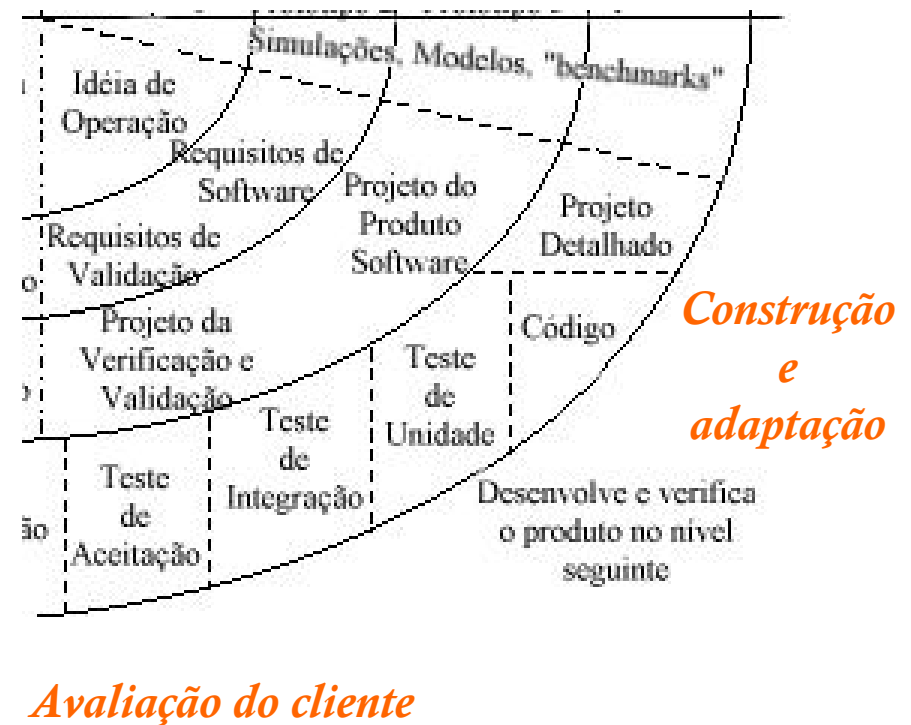 Simulações, Modelos, "benchmarks"
Idéia de
Operação
Requisitos de
Software
Projeto do
Produto
Software
Projeto
Detalhado
Requisitos de
Validação
Projeto da
Verificação e
Validação
Código
Teste
de
Unidade
Teste
de
Integração
Teste
de
Aceitação
Construção
e
adaptação
Desenvolve e verifica
o produto no nível
seguinte
Avaliação do cliente